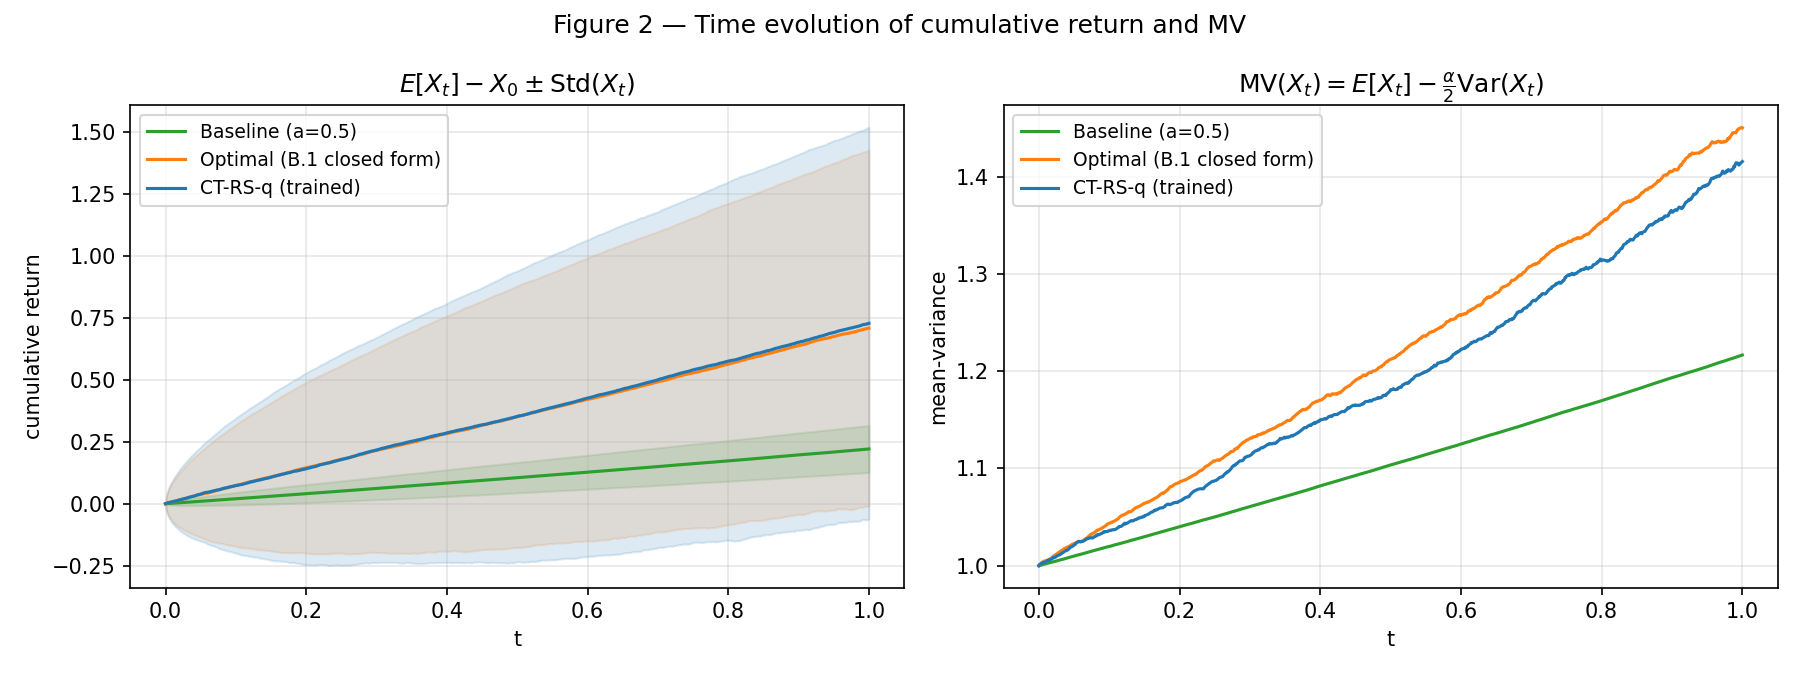 Figure 2 — Time evolution of cumulative return and MV
E[X_t] − X_0 ± Std(X_t)
1.50
1.25
1.00
0.75
0.50
0.25
0.00
−0.25
cumulative return
Baseline (a=0.5)
Optimal (B.1 closed form)
CT-RS-q (trained)
0.0 0.2 0.4 0.6 0.8 1.0
t
MV(X_t) = E[X_t] − α/2 Var(X_t)
1.4
1.3
1.2
1.1
1.0
mean-variance
Baseline (a=0.5)
Optimal (B.1 closed form)
CT-RS-q (trained)
0.0 0.2 0.4 0.6 0.8 1.0
t